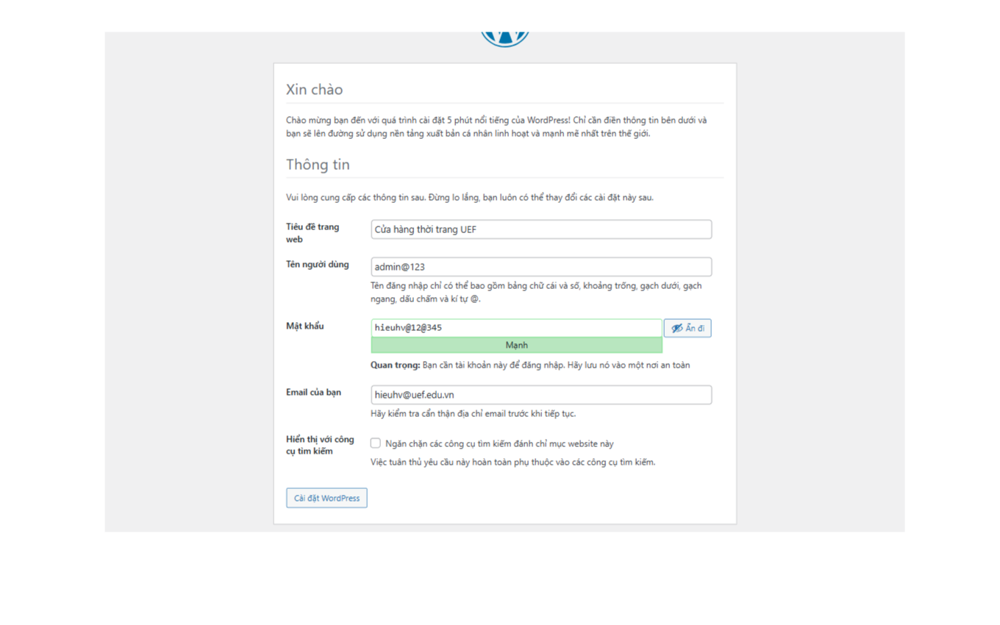 Xin chào
Chào mừng bạn đến với quá trình cài đặt 5 phút nổi tiếng của WordPress! Chỉ cần điền thông tin bên dưới và
bạn sẽ lên đường sử dụng nền tảng xuất bản cá nhân linh hoạt và mạnh mẽ nhất trên thế giới.
Thông tin
Vui lòng cung cấp các thông tin sau. Đừng lo lắng, bạn luôn có thể thay đổi các cài đặt này sau.
Tiêu đề trang
web
Cửa hàng thời trang UEF
Tên người dùng
admin@123
Tên đăng nhập chỉ có thể bao gồm bảng chữ cái và số, khoảng trống, gạch dưới, gạch
ngang, dấu chấm và kí tự @.
Mật khẩu
hieuhv@12@345
Ẩn đi
Mạnh
Quan trọng: Bạn cần tài khoản này để đăng nhập. Hãy lưu nó vào một nơi an toàn
Email của bạn
hieuhv@uef.edu.vn
Hãy kiểm tra cẩn thận địa chỉ email trước khi tiếp tục.
Hiển thị với công
cụ tìm kiếm
Ngăn chặn các công cụ tìm kiếm đánh chỉ mục website này
Việc tuân thủ yêu cầu này hoàn toàn phụ thuộc vào các công cụ tìm kiếm.
Cài đặt WordPress